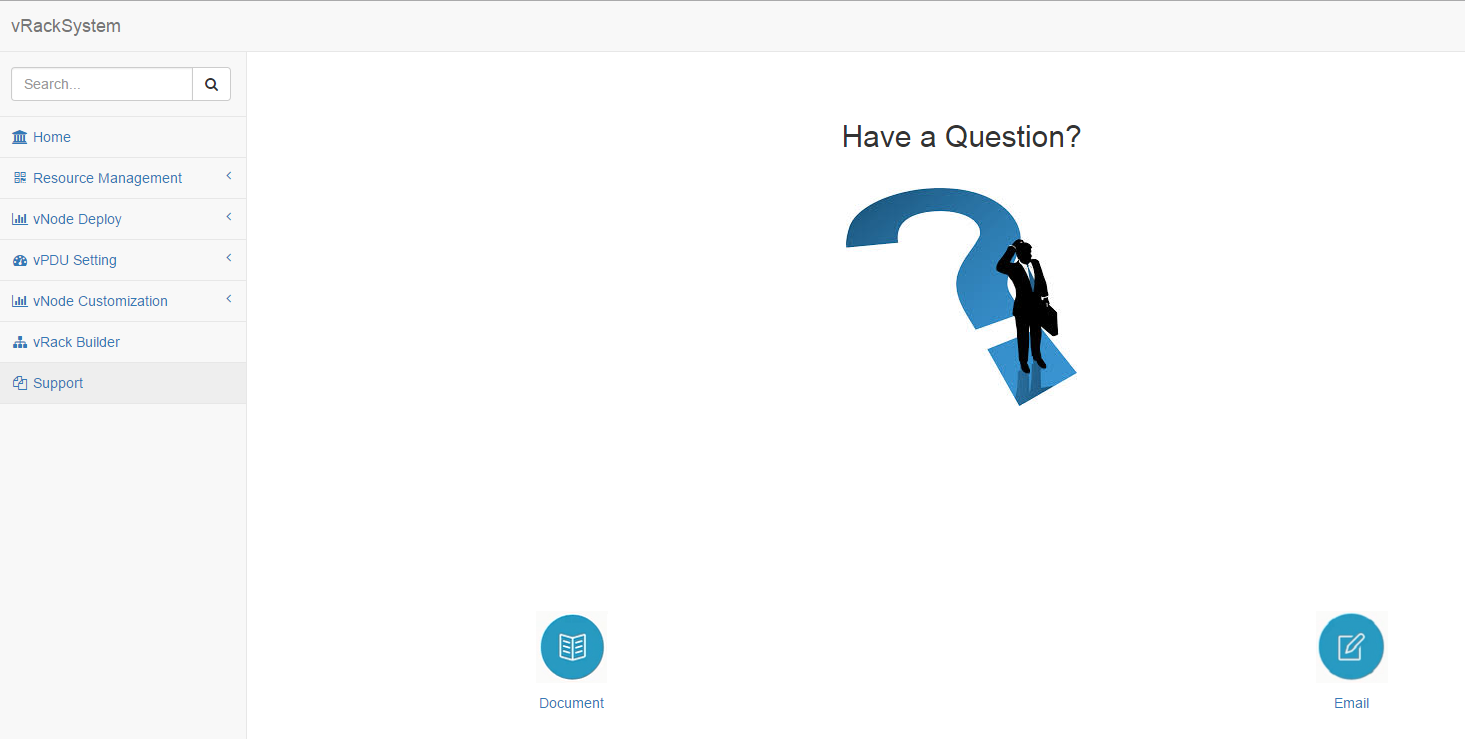 vRackSystem
Search...
Home
Resource Management
vNode Deploy
vPDU Setting
vNode Customization
vRack Builder
Support
Have a Question?
Document
Email